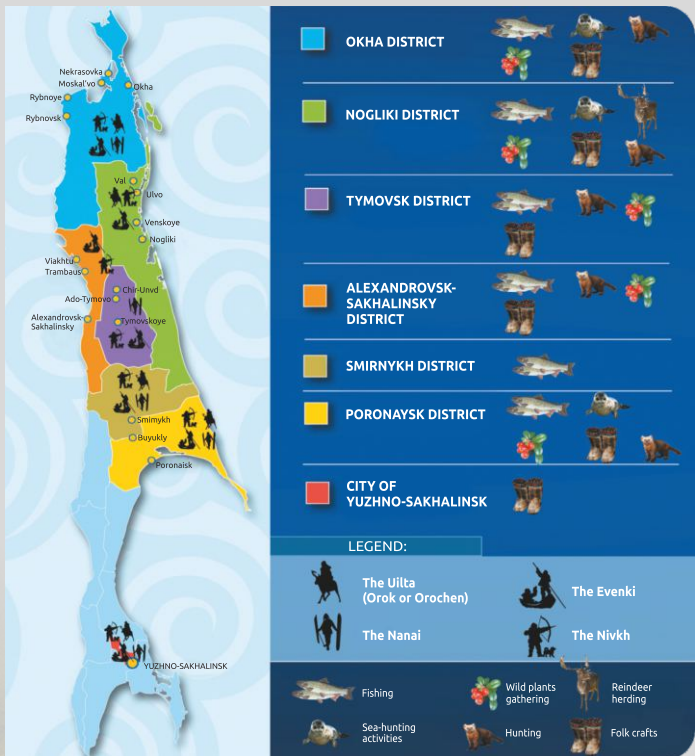 Nekrasovka
Moskal'vo
Okha
Rybnoye
Rybnovsk
Val
Ulvo
Venskoye
Nogliki
Viakhtu
Trambaus
Chir-Unvd
Ado-Tymovo
Alexandrovsk-
Sakhalinsky
Tymovskoye
Smimykh
Buyukly
Poronaisk
YUZHNO-SAKHALINSK
OKHA DISTRICT
NOGLIKI DISTRICT
TYMOVSK DISTRICT
ALEXANDROVSK-
SAKHALINSKY
DISTRICT
SMIRNYKH DISTRICT
PORONAYSK DISTRICT
CITY OF
YUZHNO-SAKHALINSK
LEGEND:
The Uilta
(Orok or Orochen)
The Evenki
The Nanai
The Nivkh
Fishing
Wild plants
gathering
Reindeer
herding
Sea-hunting
activities
Hunting
Folk crafts